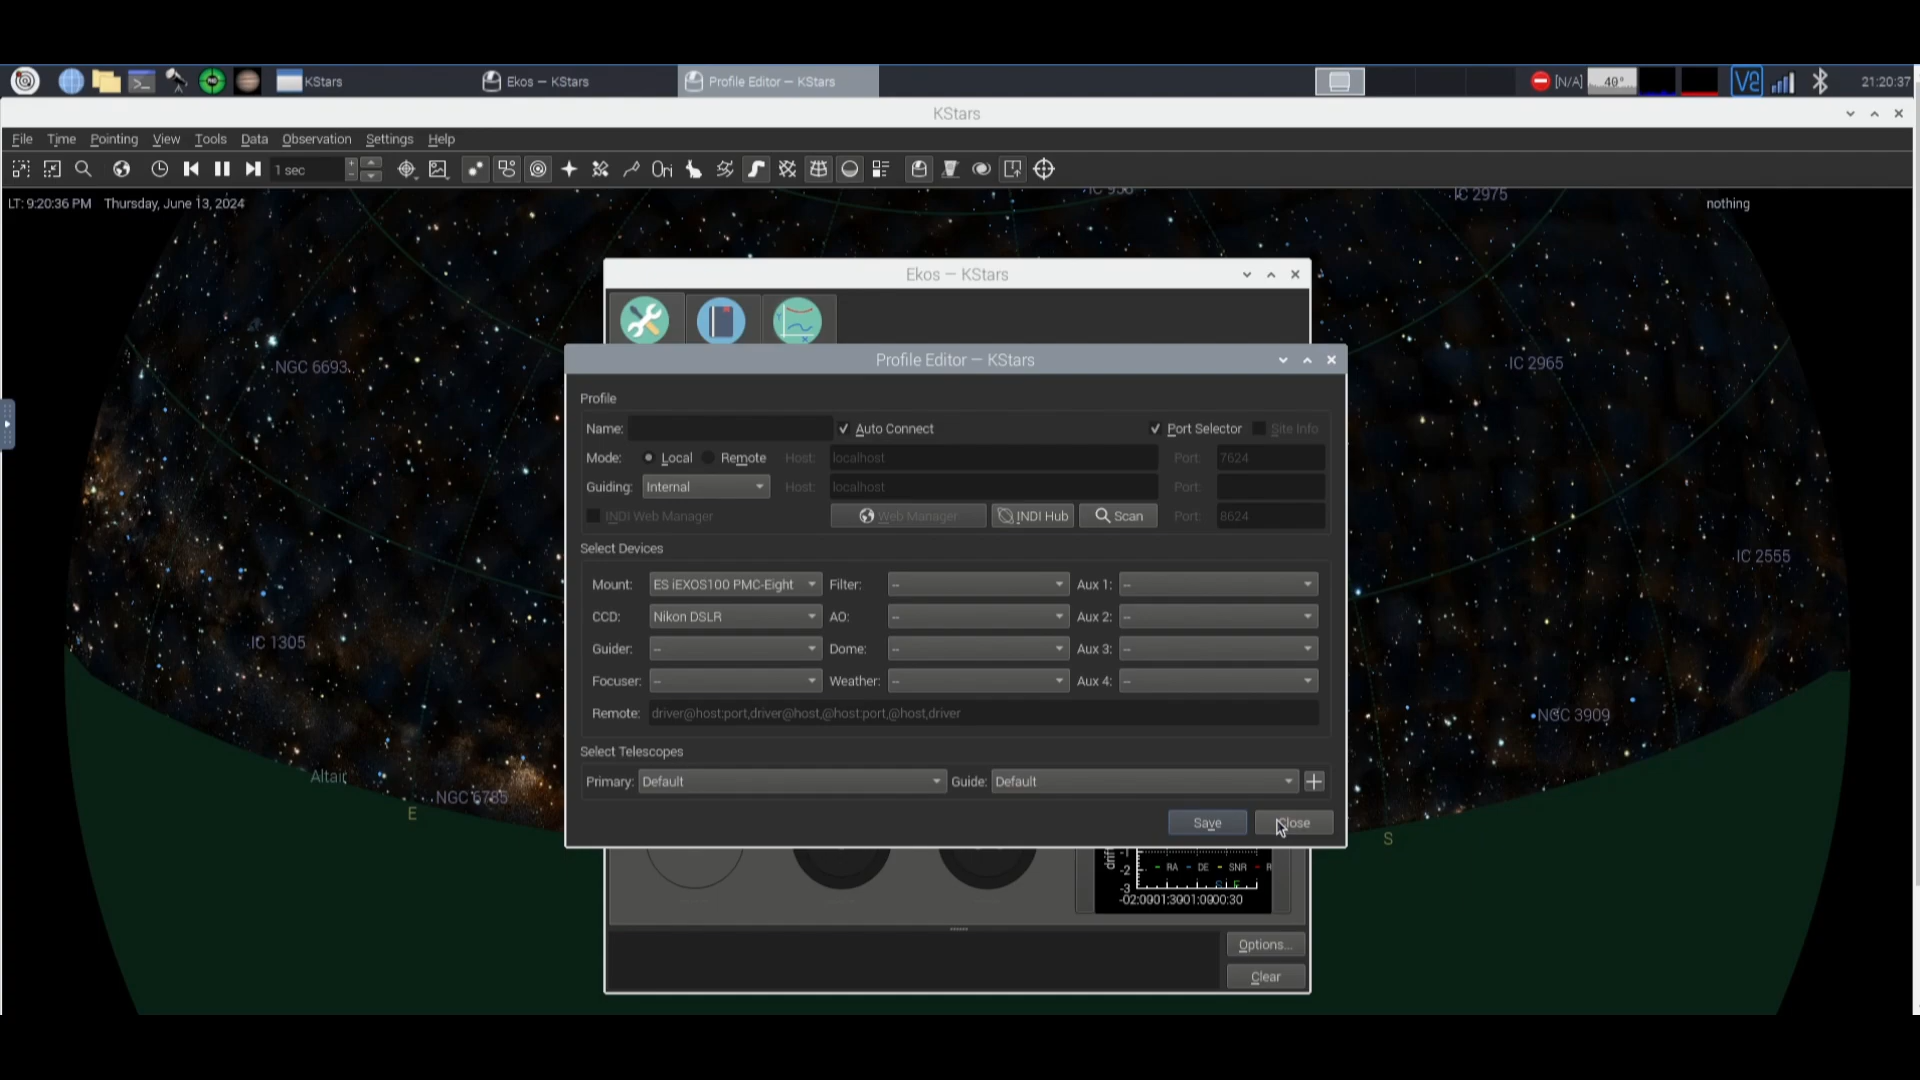 KStars
Ekos — KStars
Profile Editor — KStars
[N/A]
40°
V2
21:20:37
KStars
File Time Pointing View Tools Data Observation Settings Help
1 sec
Ori
LT: 9:20:36 PM Thursday, June 13, 2024
nothing
IC 2975
NGC 6693
IC 2965
IC 2555
IC 1305
NGC 3909
Altair
NGC 6785
E
S
Ekos — KStars
Profile Editor — KStars
Profile
Name:
Auto Connect
Port Selector
Site Info
Mode: Local Remote Host: localhost Port: 7624
Guiding: Internal Host: localhost Port:
INDI Web Manager Web Manager INDI Hub Scan Port: 8624
Select Devices
Mount: ES iEXOS100 PMC-Eight Filter: -- Aux 1: --
CCD: Nikon DSLR AO: -- Aux 2: --
Guider: -- Dome: -- Aux 3: --
Focuser: -- Weather: -- Aux 4: --
Remote: driver@host:port,driver@host,@host:port,@host,driver
Select Telescopes
Primary: Default Guide: Default
Save Close
drift
RA DE SNR
-2
-3
Options...
Clear